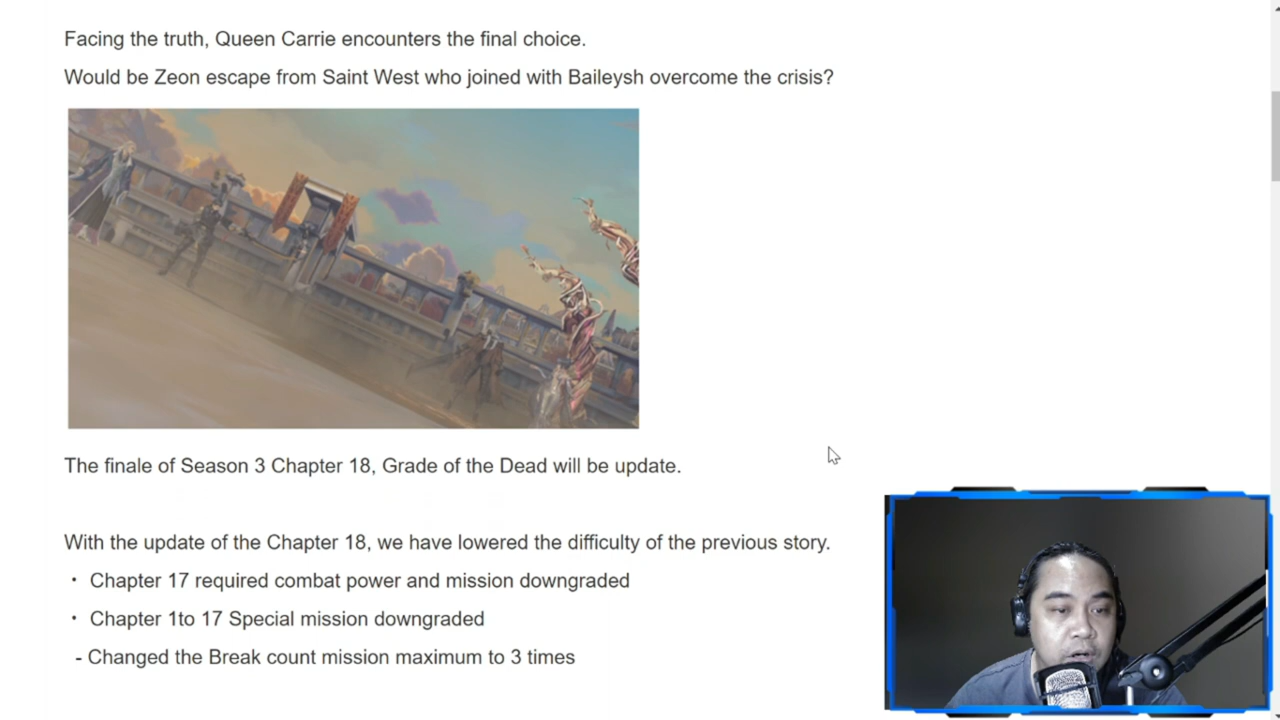 Facing the truth, Queen Carrie encounters the final choice.
Would be Zeon escape from Saint West who joined with Baileysh overcome the crisis?
The finale of Season 3 Chapter 18, Grade of the Dead will be update.
With the update of the Chapter 18, we have lowered the difficulty of the previous story.
· Chapter 17 required combat power and mission downgraded
· Chapter 1to 17 Special mission downgraded
- Changed the Break count mission maximum to 3 times